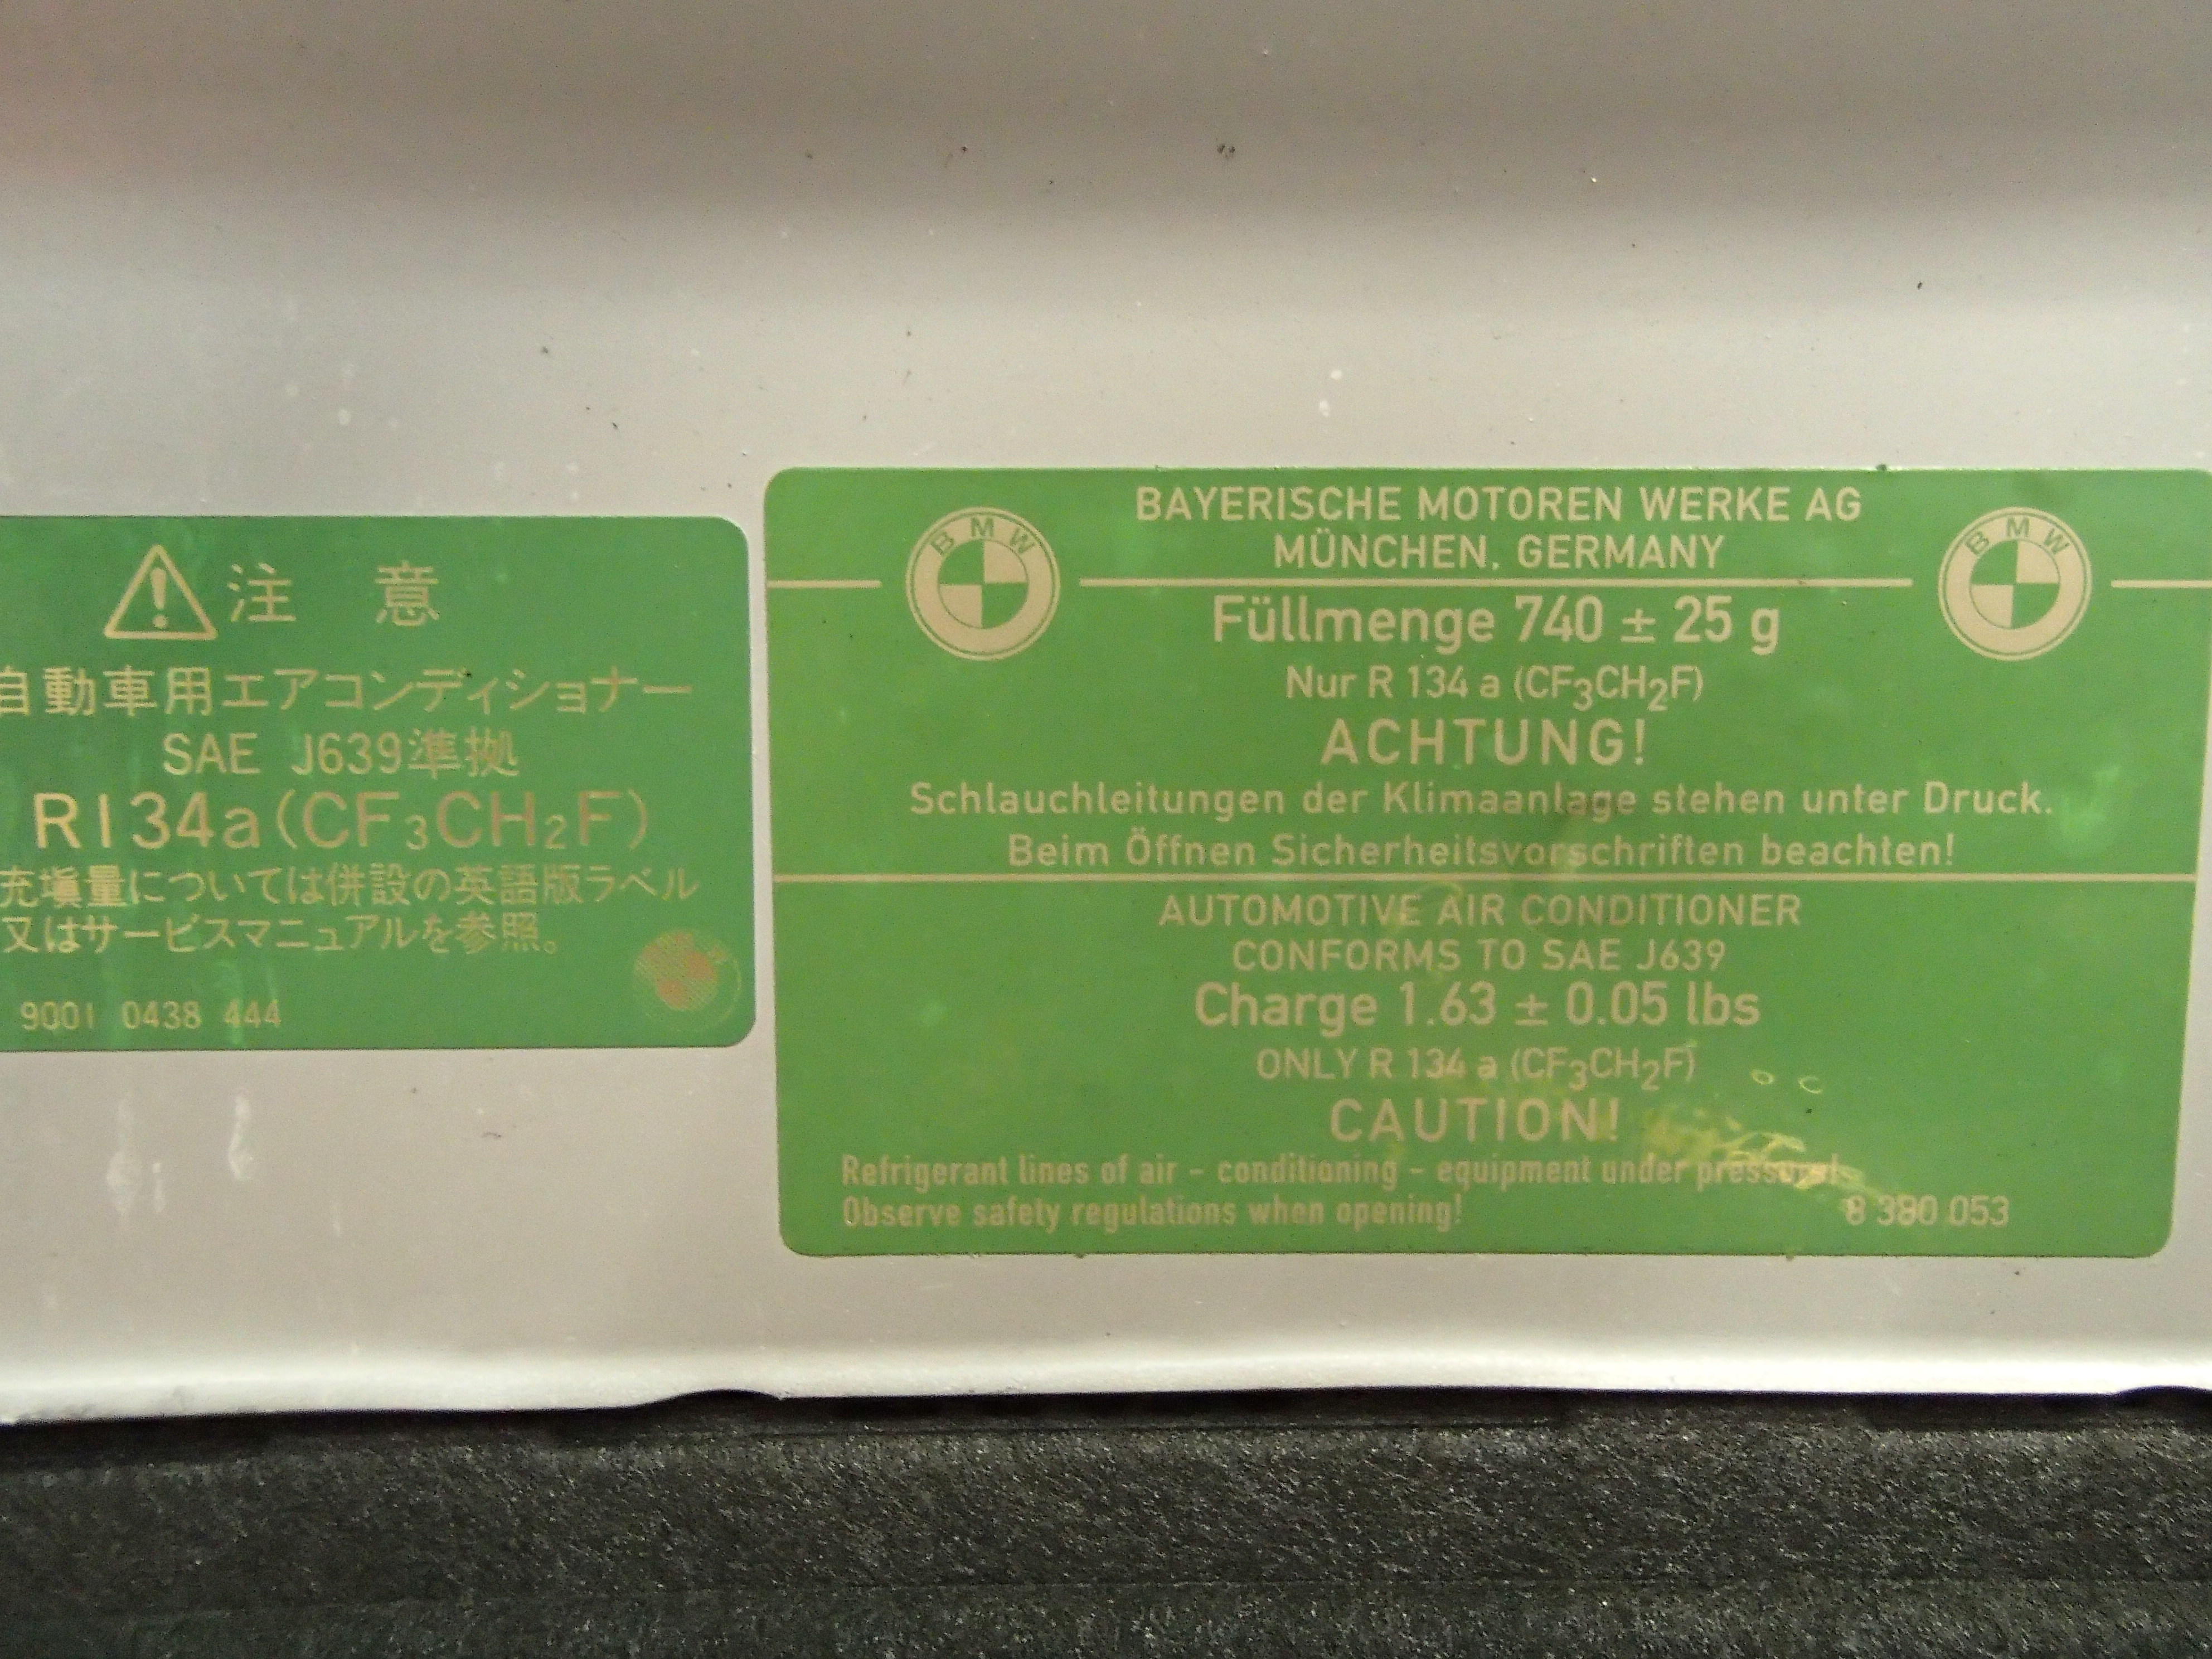 注 意
自動車用エアコンディショナー
SAE J639準拠
R134a(CF3CH2F)
充塡量については併設の英語版ラベル
又はサービスマニュアルを参照。
9001 0438 444
BAYERISCHE MOTOREN WERKE AG
MÜNCHEN, GERMANY
BMW
BMW
Füllmenge 740 ± 25 g
Nur R 134 a (CF3CH2F)
ACHTUNG!
Schlauchleitungen der Klimaanlage stehen unter Druck.
Beim Öffnen Sicherheitsvorschriften beachten!
AUTOMOTIVE AIR CONDITIONER
CONFORMS TO SAE J639
Charge 1.63 ± 0.05 lbs
ONLY R 134 a (CF3CH2F)
CAUTION!
Refrigerant lines of air - conditioning - equipment under pressure!
Observe safety regulations when opening!
8 380 053